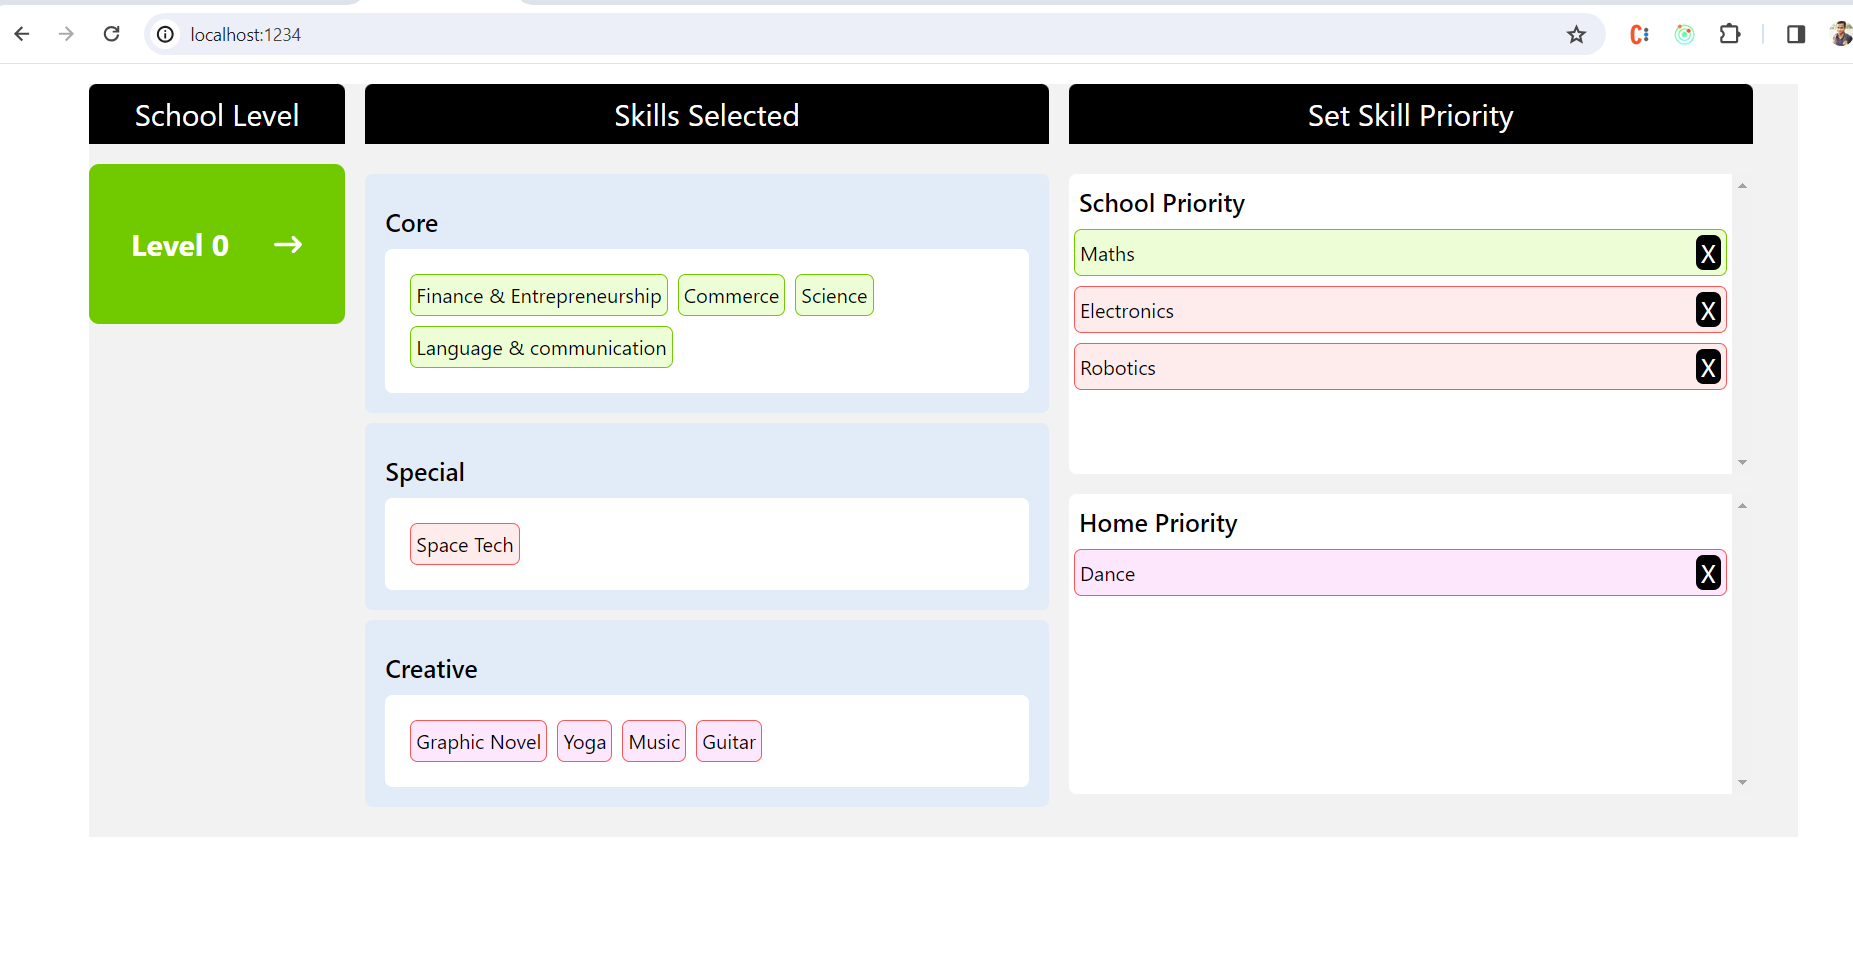 localhost:1234
School Level
Skills Selected
Set Skill Priority
Level 0 →
Core
Finance & Entrepreneurship Commerce Science
Language & communication
Special
Space Tech
Creative
Graphic Novel Yoga Music Guitar
School Priority
Maths X
Electronics X
Robotics X
Home Priority
Dance X